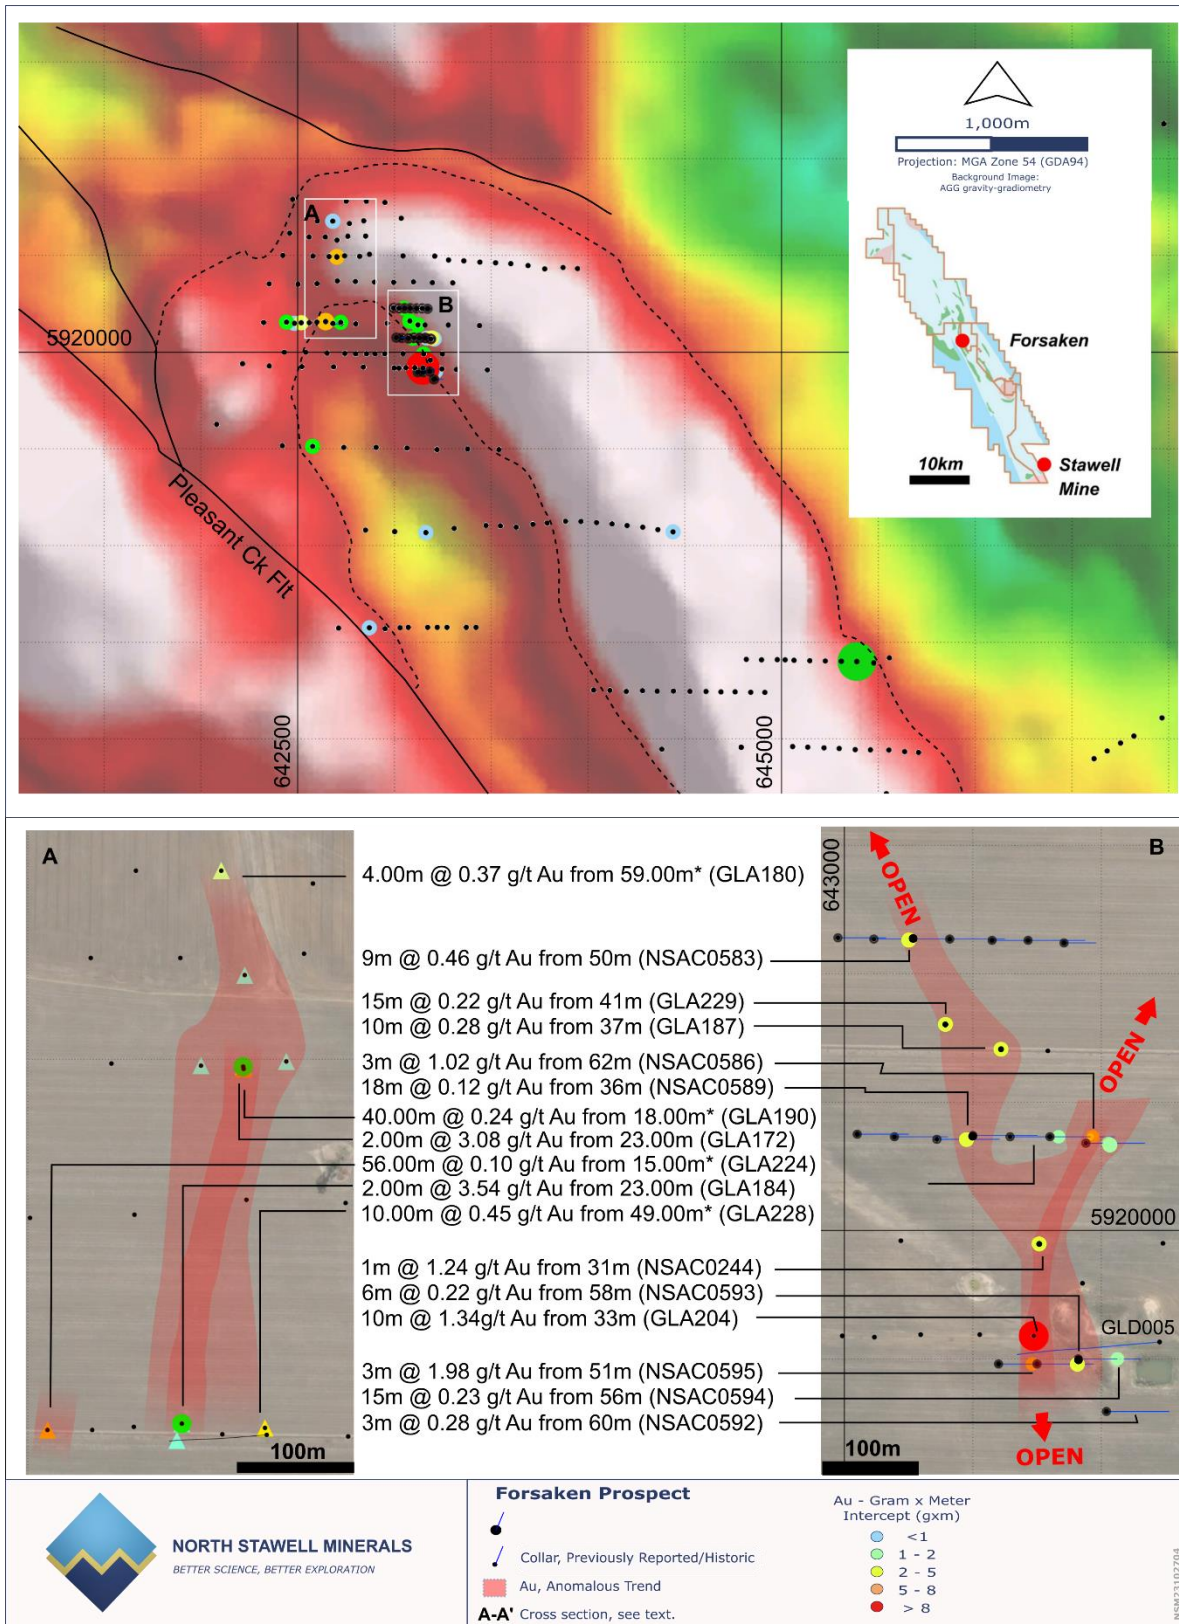 1,000m
Projection: MGA Zone 54 (GDA94)
Background Image:
AGG gravity-gradiometry
Forsaken
10km
Stawell
Mine
A
B
5920000
Pleasant Ck Flt
642500
645000
A
B
4.00m @ 0.37 g/t Au from 59.00m* (GLA180)
9m @ 0.46 g/t Au from 50m (NSAC0583)
15m @ 0.22 g/t Au from 41m (GLA229)
10m @ 0.28 g/t Au from 37m (GLA187)
3m @ 1.02 g/t Au from 62m (NSAC0586)
18m @ 0.12 g/t Au from 36m (NSAC0589)
40.00m @ 0.24 g/t Au from 18.00m* (GLA190)
2.00m @ 3.08 g/t Au from 23.00m (GLA172)
56.00m @ 0.10 g/t Au from 15.00m* (GLA224)
2.00m @ 3.54 g/t Au from 23.00m (GLA184)
10.00m @ 0.45 g/t Au from 49.00m* (GLA228)
1m @ 1.24 g/t Au from 31m (NSAC0244)
6m @ 0.22 g/t Au from 58m (NSAC0593)
10m @ 1.34g/t Au from 33m (GLA204)
3m @ 1.98 g/t Au from 51m (NSAC0595)
15m @ 0.23 g/t Au from 56m (NSAC0594)
3m @ 0.28 g/t Au from 60m (NSAC0592)
100m
643000
OPEN
OPEN
5920000
GLD005
OPEN
100m
NORTH STAWELL MINERALS
BETTER SCIENCE, BETTER EXPLORATION
Forsaken Prospect
Collar, Previously Reported/Historic
Au, Anomalous Trend
A-A' Cross section, see text.
Au - Gram x Meter
Intercept (gxm)
<1
1 - 2
2 - 5
5 - 8
> 8
NSM23102704